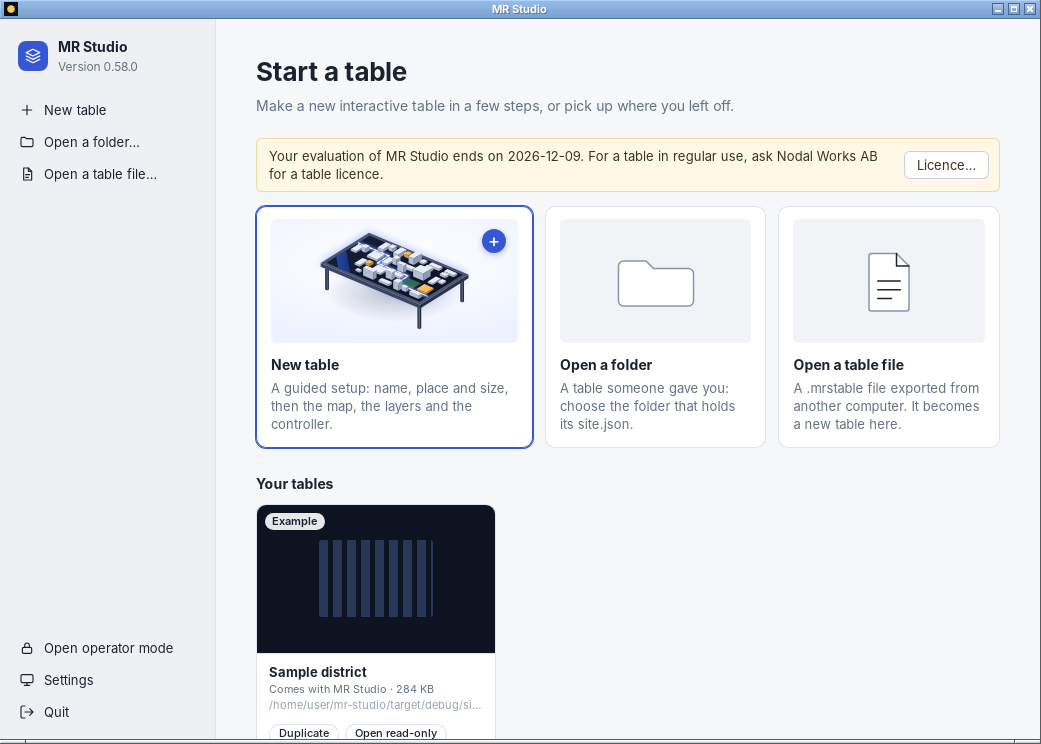 MR Studio
MR Studio
Version 0.58.0
New table
Open a folder...
Open a table file...
Open operator mode
Settings
Quit
Start a table
Make a new interactive table in a few steps, or pick up where you left off.
Your evaluation of MR Studio ends on 2026-12-09. For a table in regular use, ask Nodal Works AB
for a table licence.
Licence...
New table
A guided setup: name, place and size,
then the map, the layers and the
controller.
Open a folder
A table someone gave you:
choose the folder that holds
its site.json.
Open a table file
A .mrstable file exported from
another computer. It becomes
a new table here.
Your tables
Example
Sample district
Comes with MR Studio · 284 KB
/home/user/mr-studio/target/debug/si...
Duplicate
Open read-only